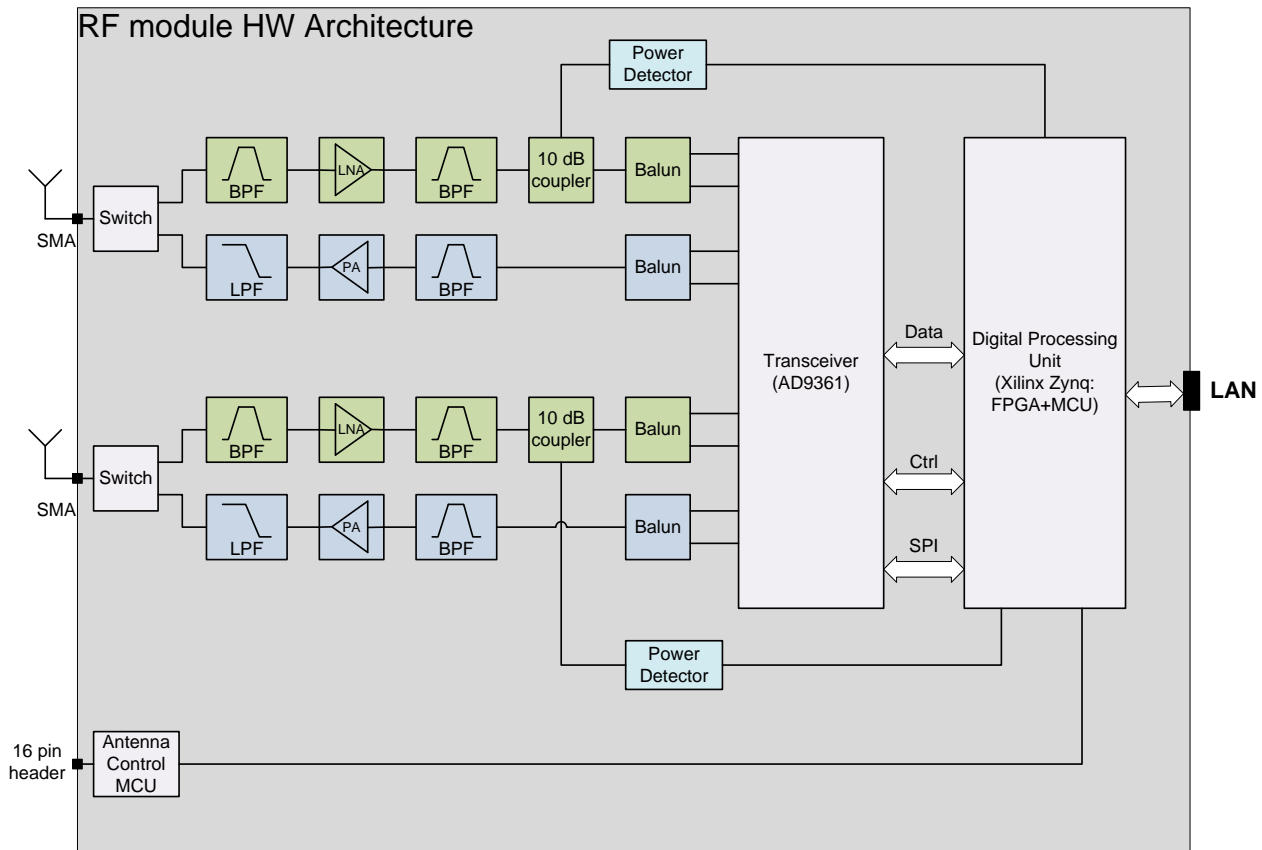 RF module HW Architecture
Power
Detector
BPF
LNA
BPF
10 dB
coupler
Balun
Switch
SMA
LPF
PA
BPF
Balun
Transceiver
(AD9361)
Data
Ctrl
SPI
Digital Processing
Unit
(Xilinx Zynq:
FPGA+MCU)
LAN
BPF
LNA
BPF
10 dB
coupler
Balun
Switch
SMA
LPF
PA
BPF
Balun
Power
Detector
16 pin
header
Antenna
Control
MCU